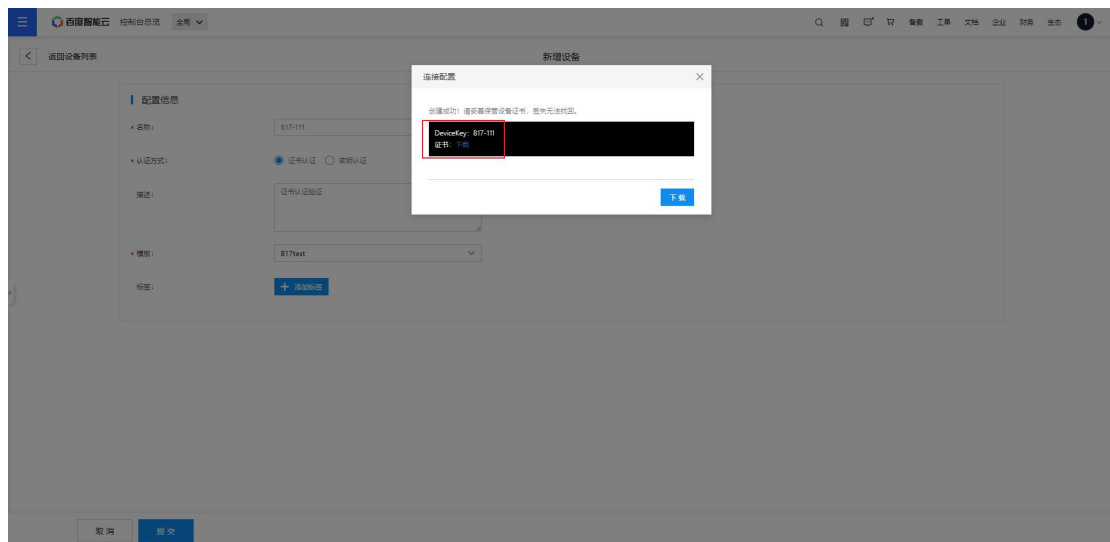 百度智能云 控制台总览 全局 备案 工单 文档 企业 财务 生态 1
返回设备列表
新增设备
连接配置
创建成功！请妥善保管设备证书，丢失无法找回。
DeviceKey: 817-111
证书: 下载
下载
配置信息
* 名称： 817-111
* 认证方式： 证书认证 密钥认证
描述： 证书认证验证
* 模板： 817test
标签： + 添加标签
取消 提交